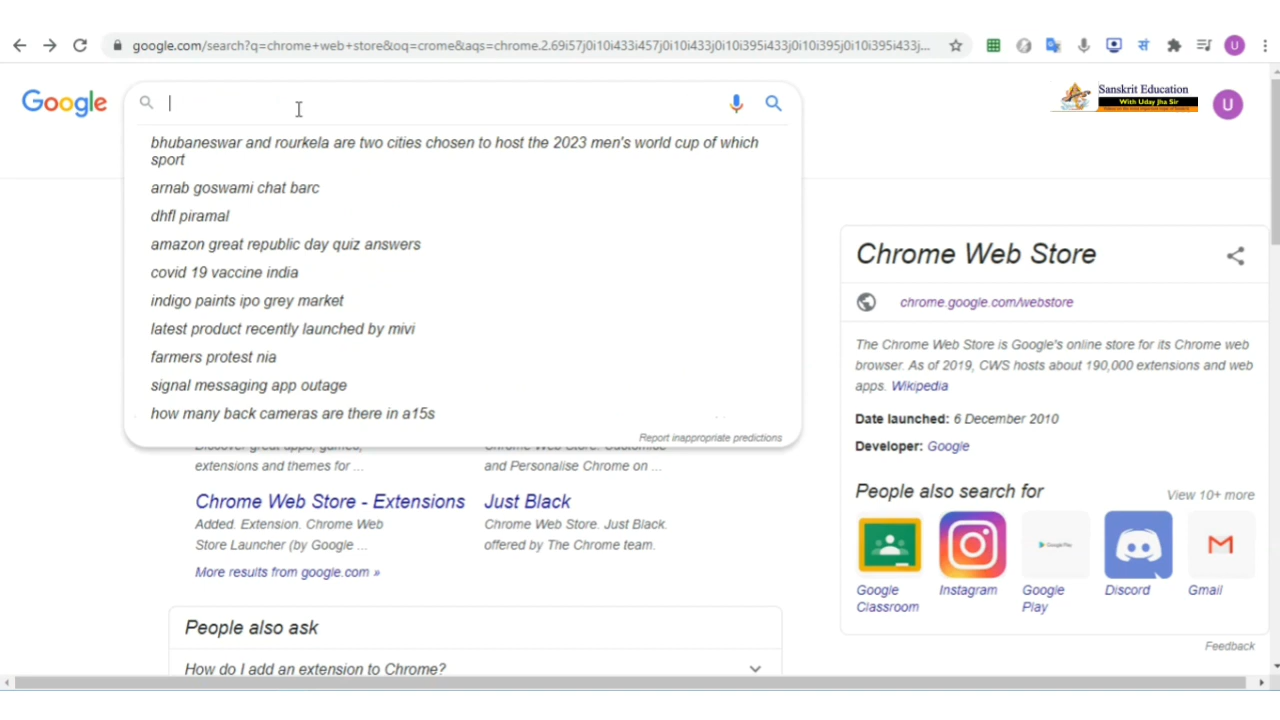 google.com/search?q=chrome+web+store&oq=crome&aqs=chrome.2.69i57j0i10i433i457j0i10i433j0i10i395i433j0i10i395j0i10i395i433j...
सं
U
Google
Sanskrit Education
With Uday Jha Sir
U
bhubaneswar and rourkela are two cities chosen to host the 2023 men's world cup of which
sport
arnab goswami chat barc
dhfl piramal
amazon great republic day quiz answers
covid 19 vaccine india
indigo paints ipo grey market
latest product recently launched by mivi
farmers protest nia
signal messaging app outage
how many back cameras are there in a15s
Report inappropriate predictions
extensions and themes for ...
and Personalise Chrome on ...
Chrome Web Store - Extensions
Just Black
Added. Extension. Chrome Web
Store Launcher (by Google ...
Chrome Web Store. Just Black.
offered by The Chrome team.
More results from google.com »
People also ask
How do I add an extension to Chrome?
Chrome Web Store
chrome.google.com/webstore
The Chrome Web Store is Google's online store for its Chrome web
browser. As of 2019, CWS hosts about 190,000 extensions and web
apps. Wikipedia
Date launched: 6 December 2010
Developer: Google
People also search for
View 10+ more
Google Play
Google
Classroom
Instagram
Google
Play
Discord
Gmail
Feedback